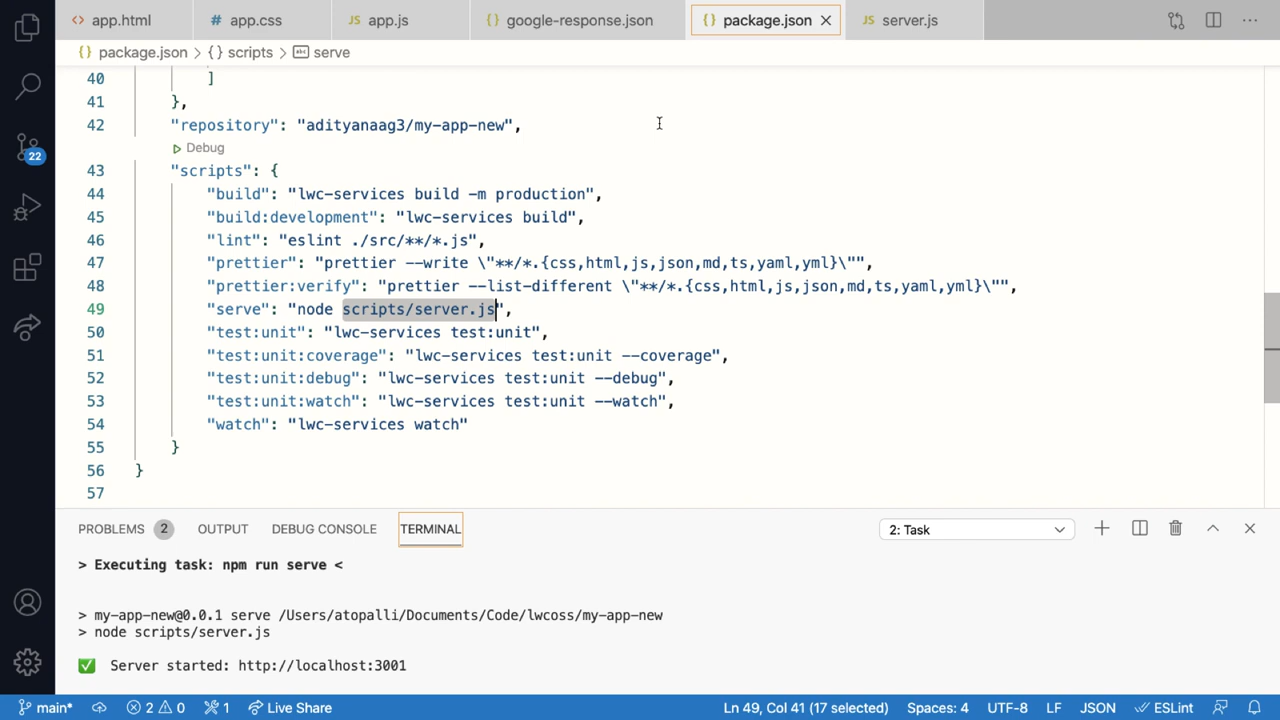 app.html
app.css
JS app.js
{} google-response.json
{} package.json
JS server.js
{} package.json > {} scripts > abc serve
40 ]
41 },
42 "repository": "adityanaag3/my-app-new",
Debug
43 "scripts": {
44 "build": "lwc-services build -m production",
45 "build:development": "lwc-services build",
46 "lint": "eslint ./src/**/*.js",
47 "prettier": "prettier --write \"**/*.{css,html,js,json,md,ts,yaml,yml}\"",
48 "prettier:verify": "prettier --list-different \"**/*.{css,html,js,json,md,ts,yaml,yml}\"",
49 "serve": "node scripts/server.js",
50 "test:unit": "lwc-services test:unit",
51 "test:unit:coverage": "lwc-services test:unit --coverage",
52 "test:unit:debug": "lwc-services test:unit --debug",
53 "test:unit:watch": "lwc-services test:unit --watch",
54 "watch": "lwc-services watch"
55 }
56 }
57
22
PROBLEMS 2 OUTPUT DEBUG CONSOLE TERMINAL 2: Task
> Executing task: npm run serve <
> my-app-new@0.0.1 serve /Users/atopalli/Documents/Code/lwcoss/my-app-new
> node scripts/server.js
✅ Server started: http://localhost:3001
main* 2 0 1 Live Share Ln 49, Col 41 (17 selected) Spaces: 4 UTF-8 LF JSON ESLint